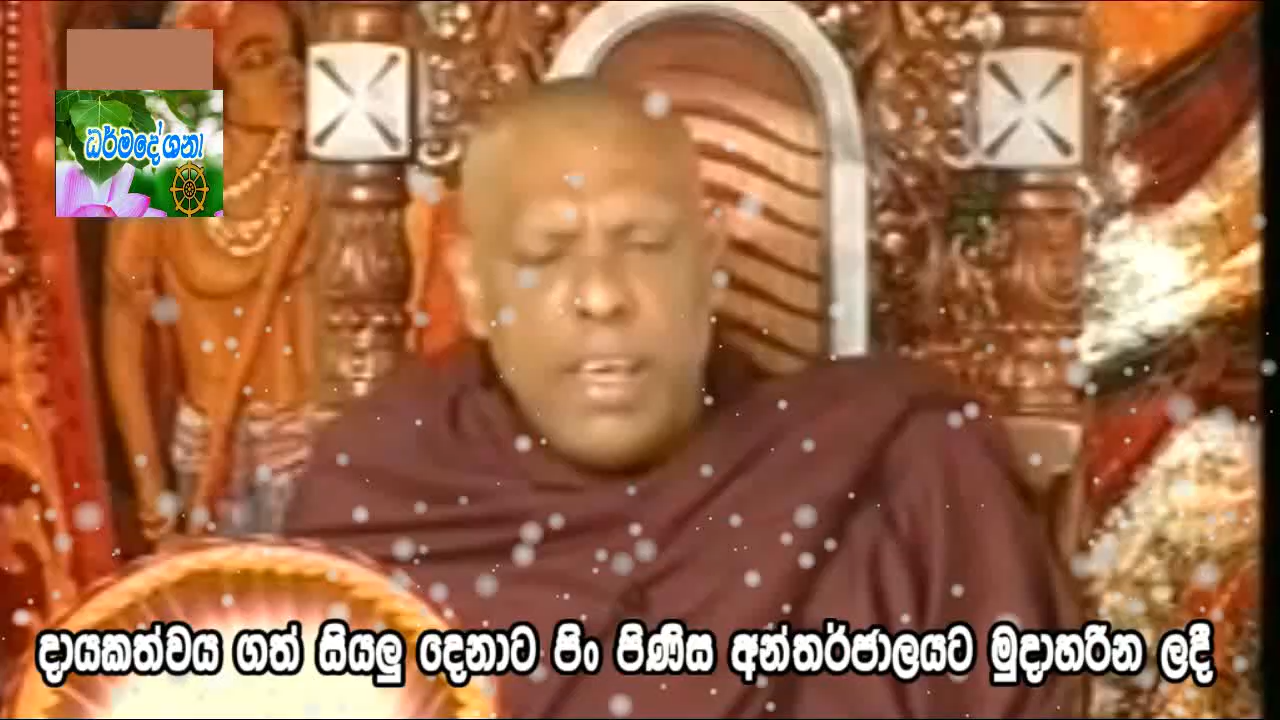 ධර්මදේශනා
දායකත්වය ගත් සියලු දෙනාට පිං පිණිස අන්තර්ජාලයට මුදාහරින ලදී